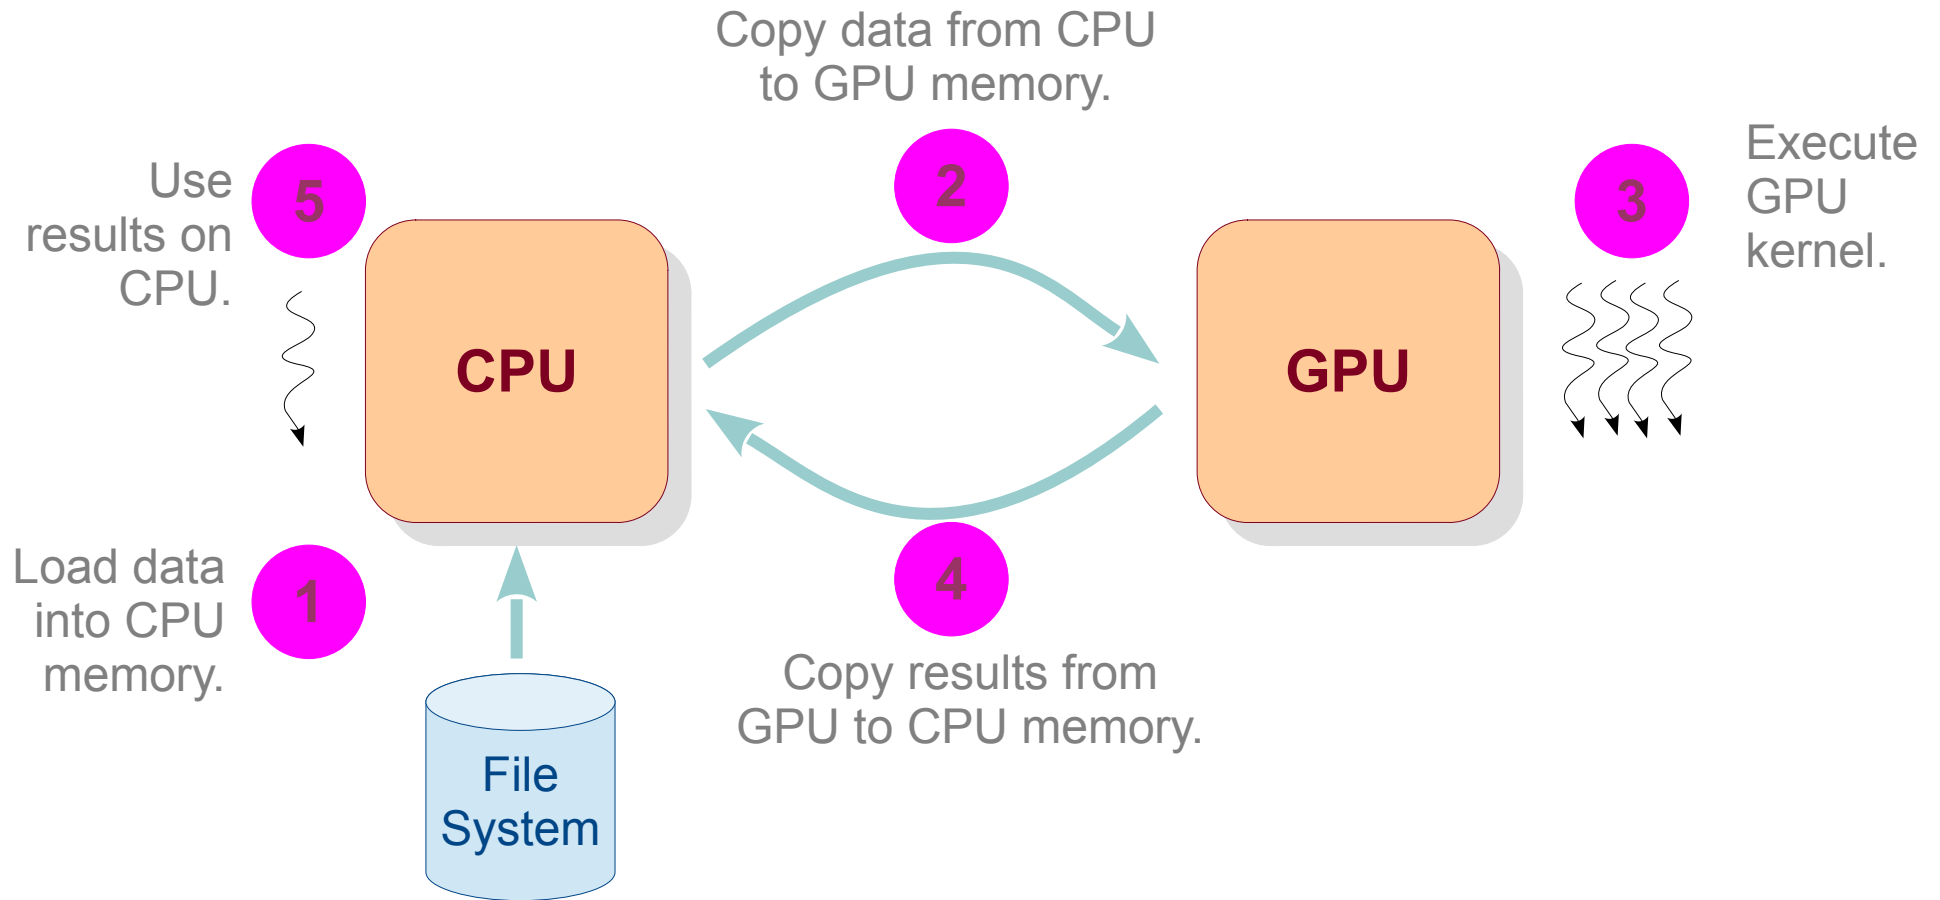 Copy data from CPU
to GPU memory.
2
Use
results on
CPU.
5
CPU
GPU
3
Execute
GPU
kernel.
Load data
into CPU
memory.
1
4
Copy results from
GPU to CPU memory.
File
System